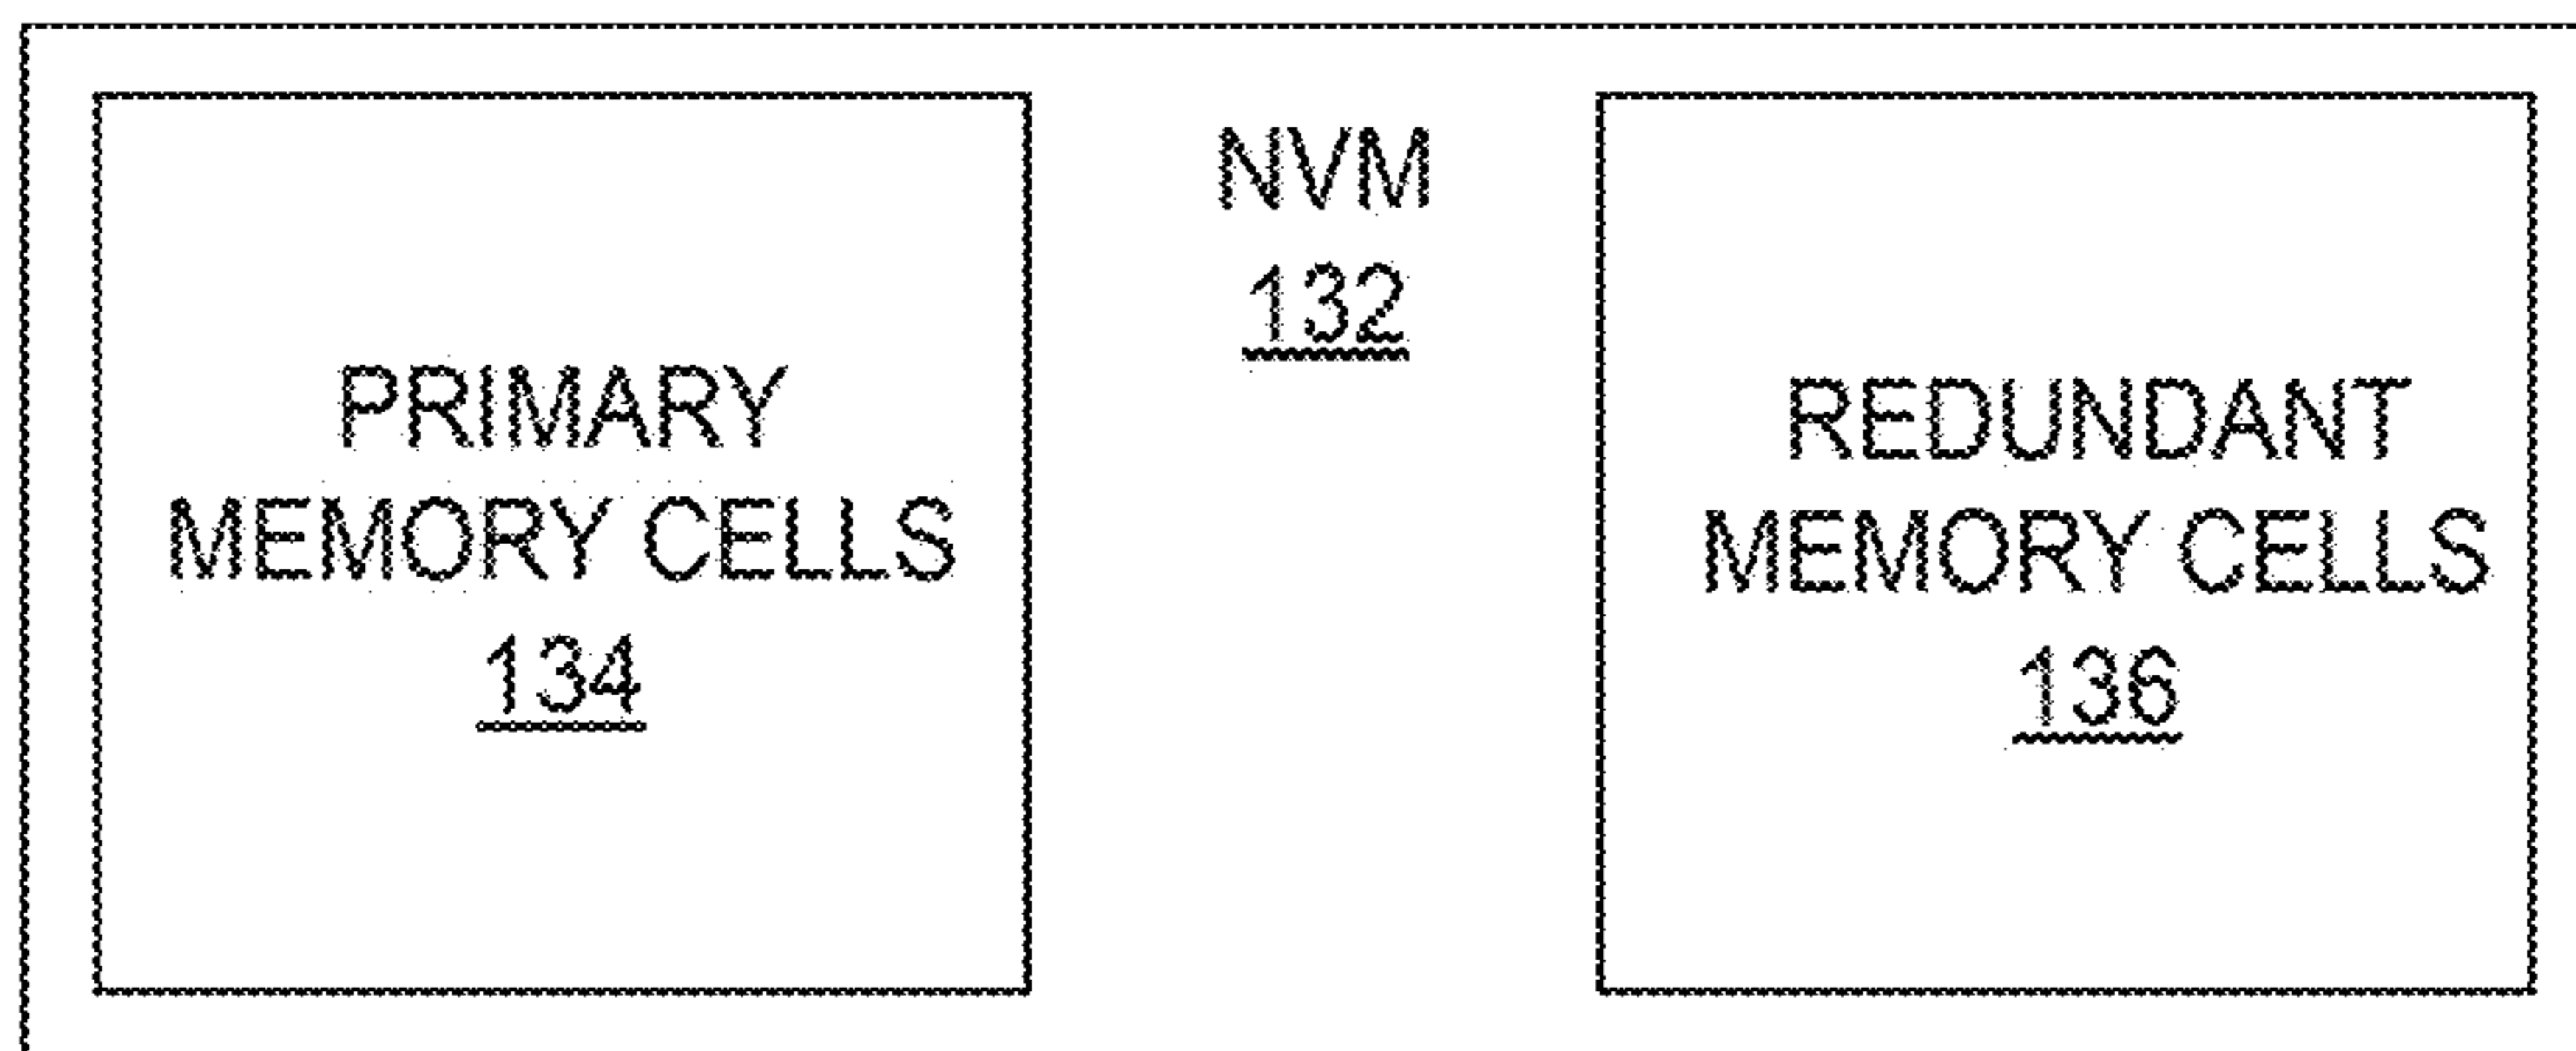 PRIMARY
MEMORY CELLS
134
NVM
132
REDUNDANT
MEMORY CELLS
136